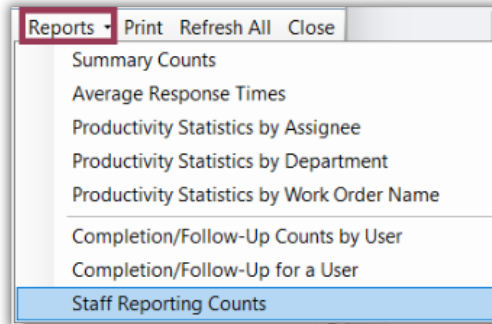 Reports Print Refresh All Close
Summary Counts
Average Response Times
Productivity Statistics by Assignee
Productivity Statistics by Department
Productivity Statistics by Work Order Name
Completion/Follow-Up Counts by User
Completion/Follow-Up for a User
Staff Reporting Counts